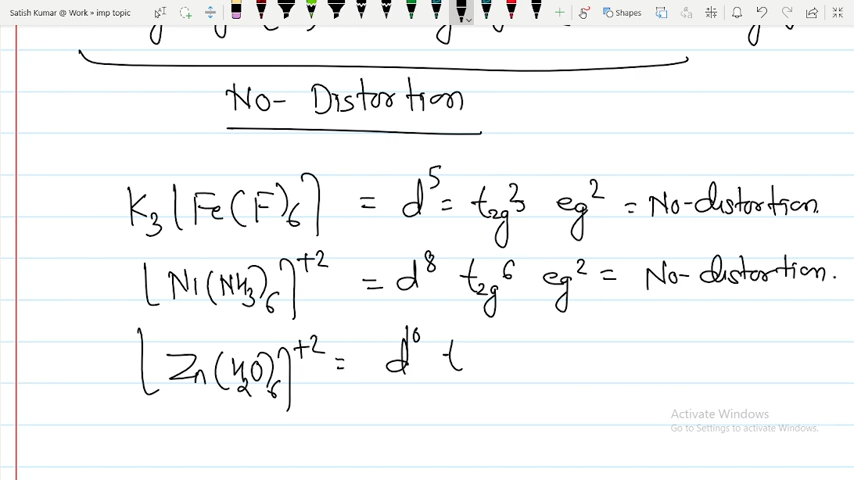 Satish Kumar @ Work » imp topic
Shapes
No- Distortion
K₃[Fe(F)₆] = d⁵ = t₂g³ eg² = No-distortion.
[Ni(NH₃)₆]⁺² = d⁸ t₂g⁶ eg² = No-distortion.
[Zn(H₂O)₆]⁺² = d⁰ t
Activate Windows
Go to Settings to activate Windows.